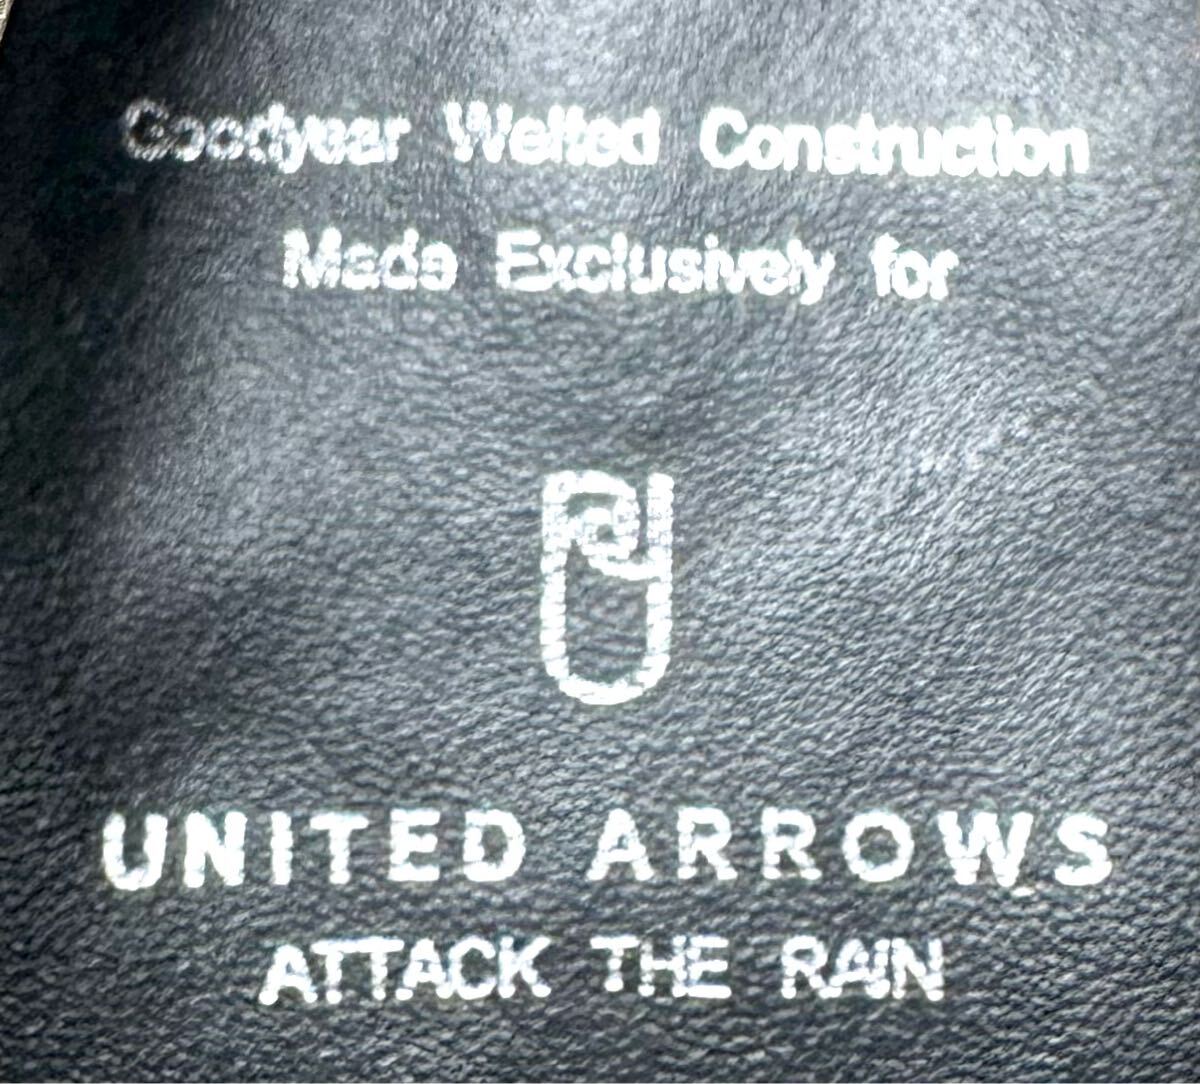 Goodyear Welted Construction
Made Exclusively for
UNITED ARROWS
ATTACK THE RAIN